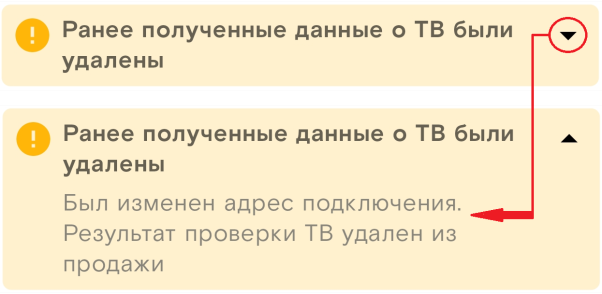 Ранее полученные данные о ТВ были
удалены
Ранее полученные данные о ТВ были
удалены
Был изменен адрес подключения.
Результат проверки ТВ удален из
продажи